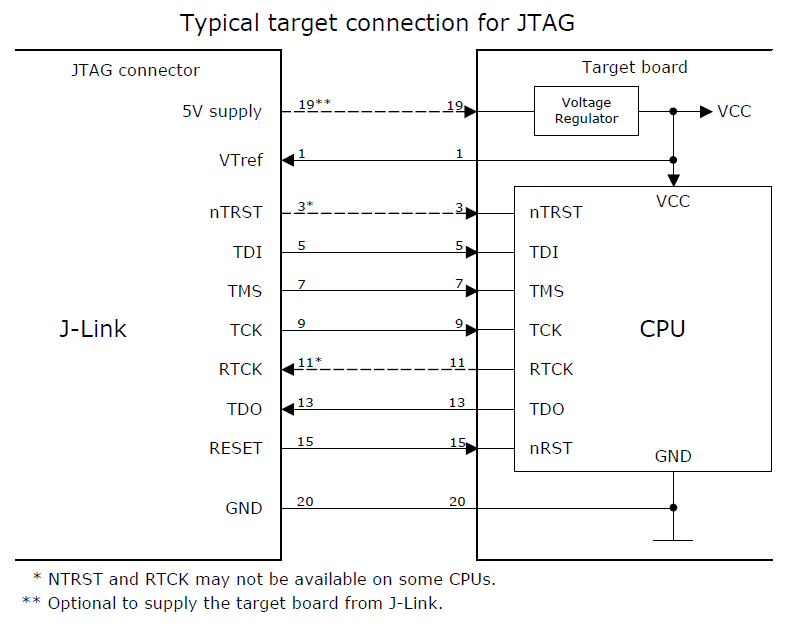 Typical target connection for JTAG
JTAG connector
Target board
5V supply 19** 19 Voltage Regulator VCC
VTref 1 1
VCC
nTRST 3* 3 nTRST
TDI 5 5 TDI
TMS 7 7 TMS
J-Link TCK 9 9 TCK CPU
RTCK 11* 11 RTCK
TDO 13 13 TDO
RESET 15 15 nRST
GND
GND 20 20
* NTRST and RTCK may not be available on some CPUs.
** Optional to supply the target board from J-Link.